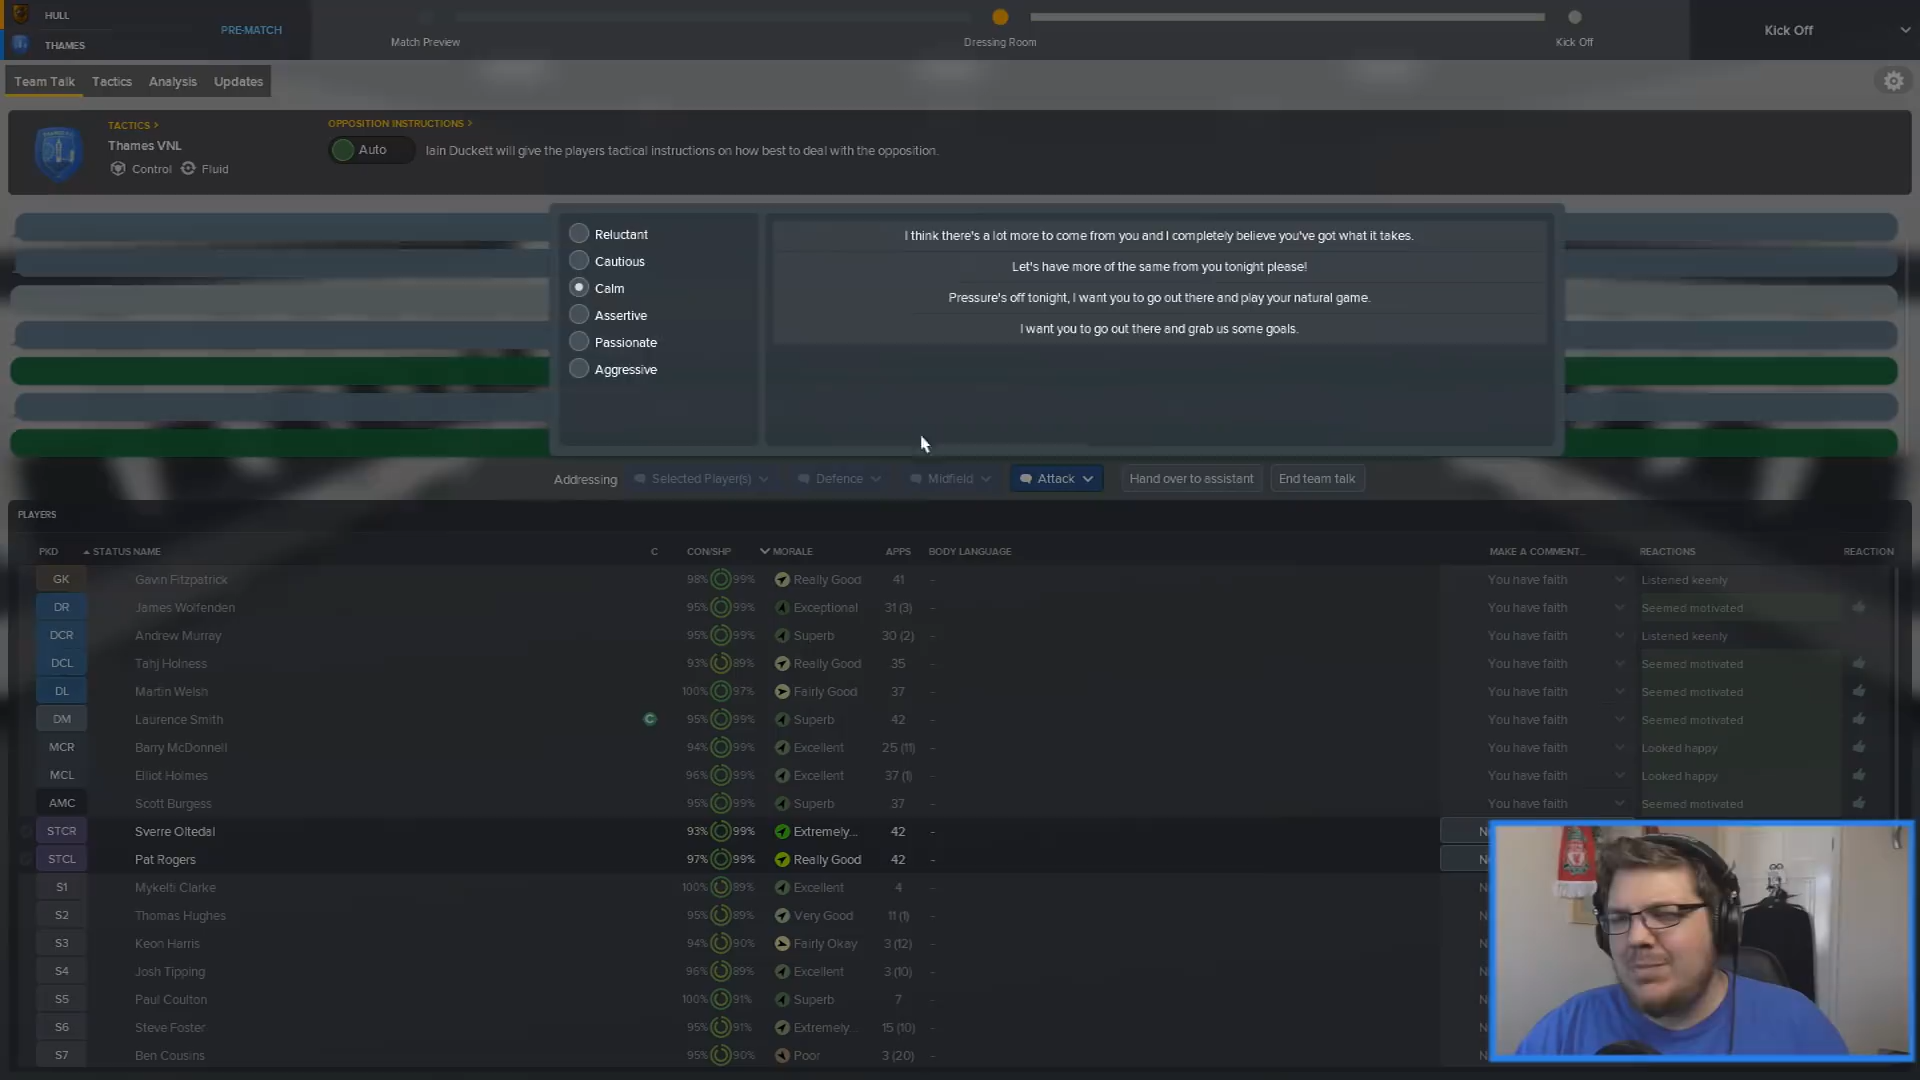 HULL
THAMES
PRE-MATCH
Match Preview
Dressing Room
Kick Off
Kick Off
Team Talk
Tactics
Analysis
Updates
TACTICS >
Thames VNL
Control
Fluid
OPPOSITION INSTRUCTIONS >
Auto
Iain Duckett will give the players tactical instructions on how best to deal with the opposition.
Reluctant
Cautious
Calm
Assertive
Passionate
Aggressive
I think there's a lot more to come from you and I completely believe you've got what it takes.
Let's have more of the same from you tonight please!
Pressure's off tonight, I want you to go out there and play your natural game.
I want you to go out there and grab us some goals.
Addressing
Selected Player(s)
Defence
Midfield
Attack
Hand over to assistant
End team talk
PLAYERS
PKD STATUS NAME C CON/SHP MORALE APPS BODY LANGUAGE MAKE A COMMENT... REACTIONS REACTION
GK Gavin Fitzpatrick 98% 99% Really Good 41 - You have faith Listened keenly
DR James Wolfenden 95% 99% Exceptional 31 (3) - You have faith Seemed motivated
DCR Andrew Murray 95% 99% Superb 30 (2) - You have faith Listened keenly
DCL Tahj Holness 93% 89% Really Good 35 - You have faith Seemed motivated
DL Martin Welsh 100% 97% Fairly Good 37 - You have faith Seemed motivated
DM Laurence Smith C 95% 99% Superb 42 - You have faith Seemed motivated
MCR Barry McDonnell 94% 99% Excellent 25 (11) - You have faith Looked happy
MCL Elliot Holmes 96% 99% Excellent 37 (1) - You have faith Looked happy
AMC Scott Burgess 95% 99% Superb 37 - You have faith Seemed motivated
STCR Sverre Oltedal 93% 99% Extremely... 42 - N
STCL Pat Rogers 97% 99% Really Good 42 - N
S1 Mykelti Clarke 100% 89% Excellent 4 - N
S2 Thomas Hughes 95% 89% Very Good 11 (1) - N
S3 Keon Harris 94% 90% Fairly Okay 3 (12) - N
S4 Josh Tipping 96% 89% Excellent 3 (10) - N
S5 Paul Coulton 100% 91% Superb 7 - N
S6 Steve Foster 95% 91% Extremely... 15 (10) - N
S7 Ben Cousins 95% 90% Poor 3 (20) - N